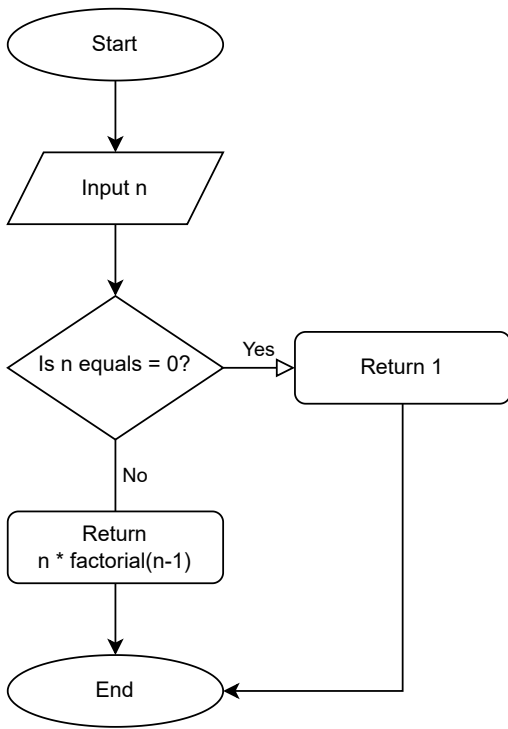 Start
Input n
Is n equals = 0?
Yes
Return 1
No
Return
n * factorial(n-1)
End